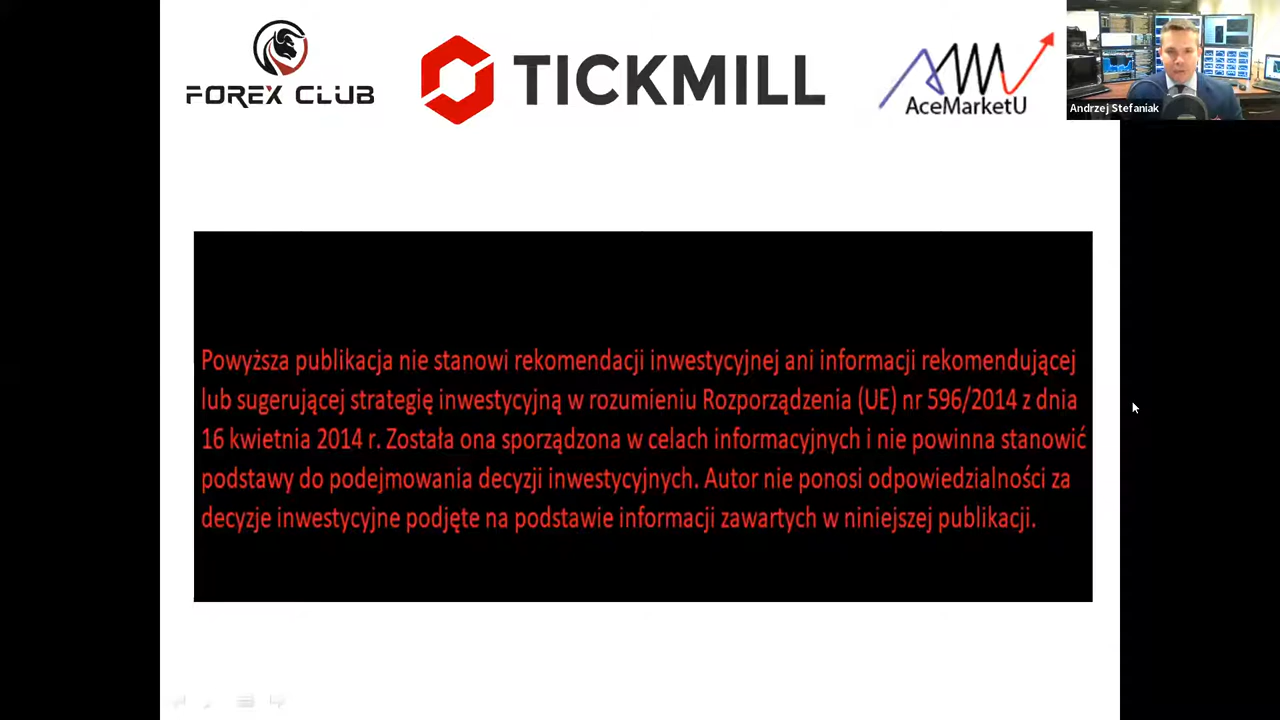 FOREX CLUB
TICKMILL
AceMarketU
Andrzej Stefaniak
Powyższa publikacja nie stanowi rekomendacji inwestycyjnej ani informacji rekomendującej
lub sugerującej strategię inwestycyjną w rozumieniu Rozporządzenia (UE) nr 596/2014 z dnia
16 kwietnia 2014 r. Została ona sporządzona w celach informacyjnych i nie powinna stanowić
podstawy do podejmowania decyzji inwestycyjnych. Autor nie ponosi odpowiedzialności za
decyzje inwestycyjne podjęte na podstawie informacji zawartych w niniejszej publikacji.